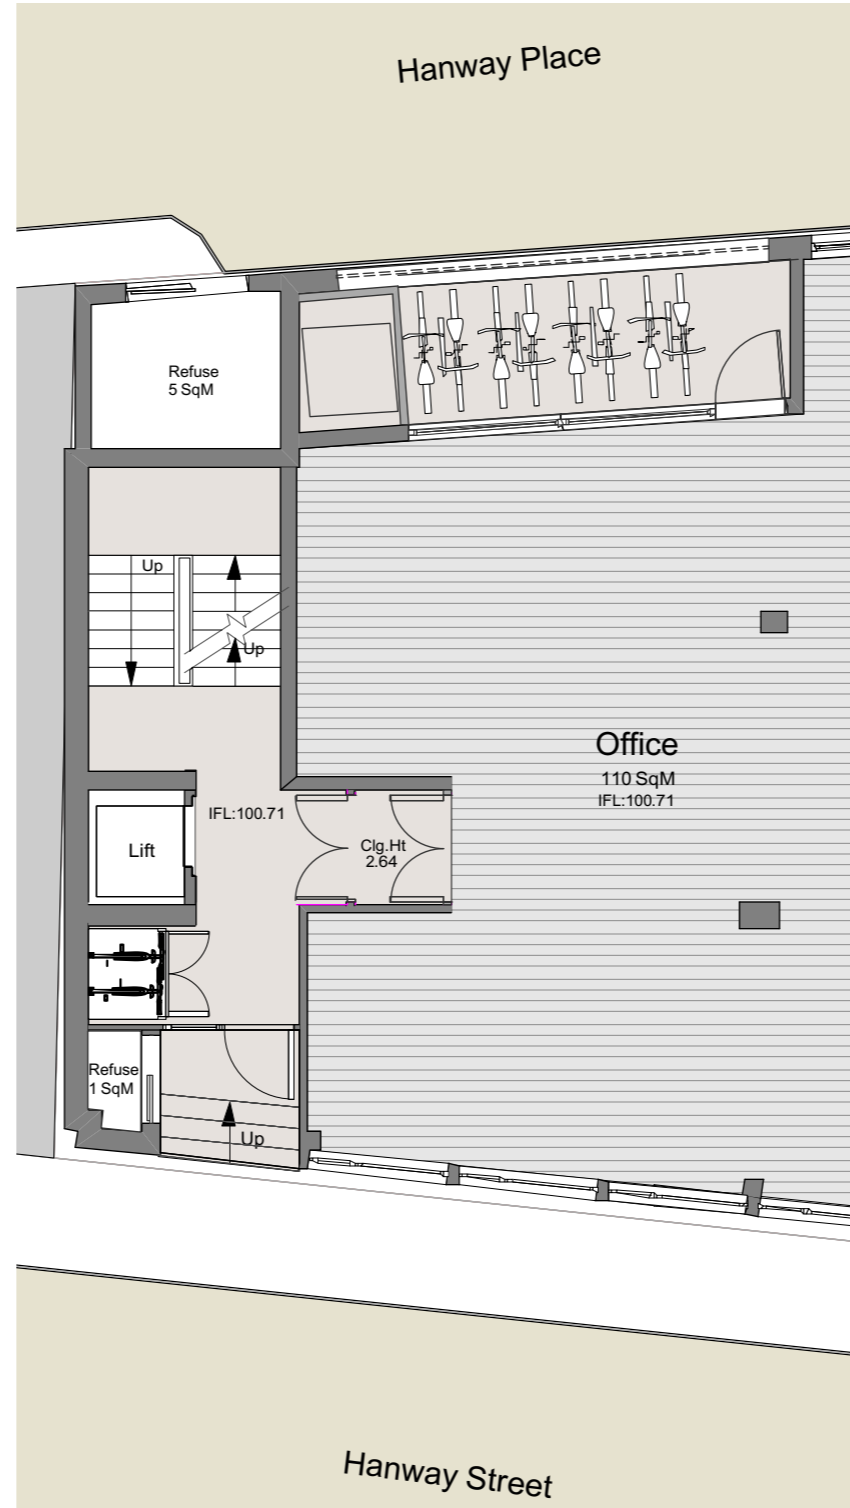 Hanway Place
Refuse
5 SqM
Up
Up
Office
110 SqM
IFL:100.71
IFL:100.71
Clg.Ht
2.64
Lift
Refuse
1 SqM
Up
Hanway Street